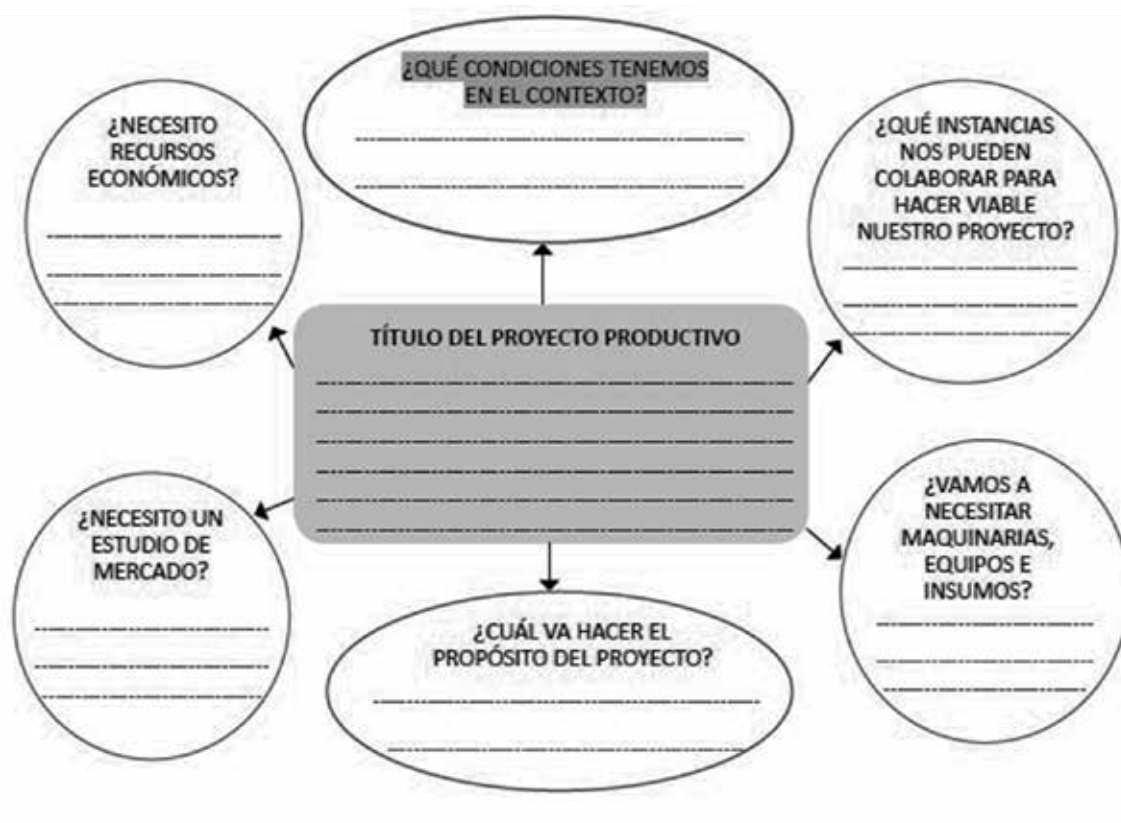 ¿QUÉ CONDICIONES TENEMOS
EN EL CONTEXTO?
¿NECESITO
RECURSOS
ECONÓMICOS?
¿QUÉ INSTANCIAS
NOS PUEDEN
COLABORAR PARA
HACER VIABLE
NUESTRO PROYECTO?
TÍTULO DEL PROYECTO PRODUCTIVO
¿NECESITO UN
ESTUDIO DE
MERCADO?
¿VAMOS A
NECESITAR
MAQUINARIAS,
EQUIPOS E
INSUMOS?
¿CUÁL VA HACER EL
PROPÓSITO DEL PROYECTO?